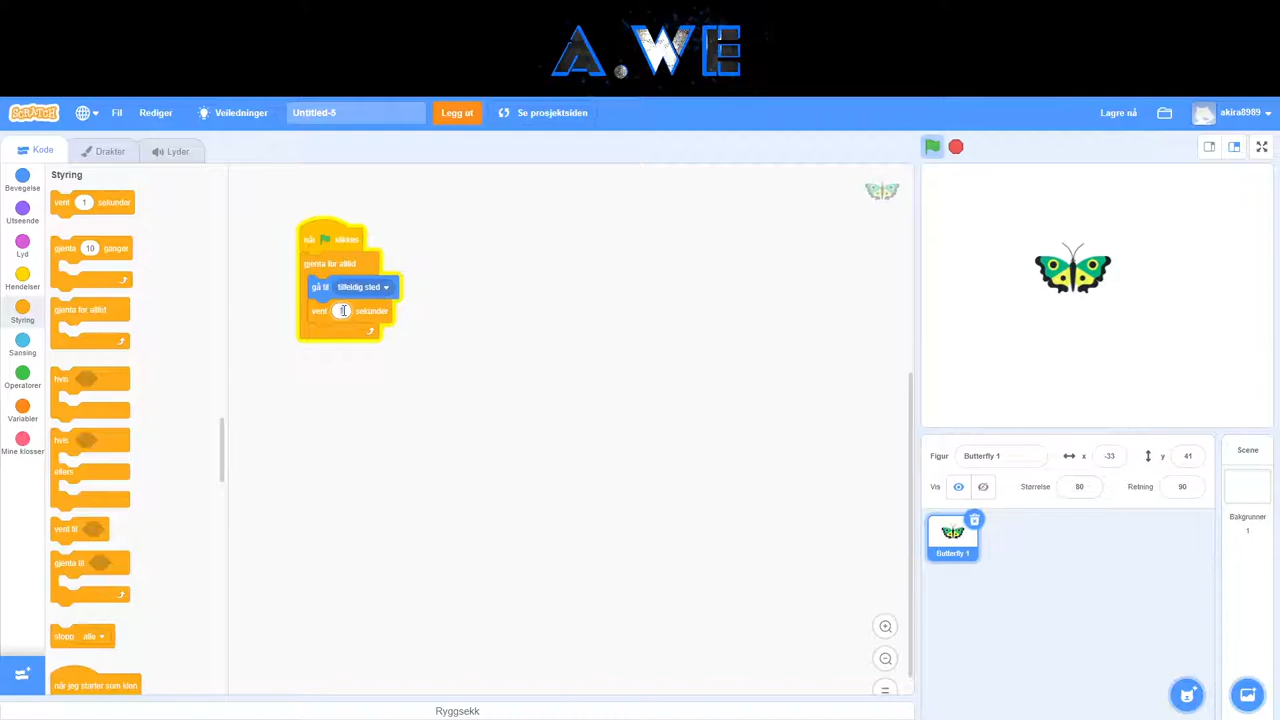 A.WE
SCRATCH
Fil
Rediger
Veiledninger
Untitled-5
Legg ut
Se prosjektsiden
Lagre nå
akira8989
Kode
Drakter
Lyder
Bevegelse
Utseende
Lyd
Hendelser
Styring
Sansing
Operatorer
Variabler
Mine klosser
Styring
vent 1 sekunder
gjenta 10 ganger
gjenta for alltid
hvis
hvis
ellers
vent til
gjenta til
stopp alle
når jeg starter som klon
når klikkes
gjenta for alltid
gå til tilfeldig sted
vent sekunder
Figur Butterfly 1 x -33 y 41
Vis Størrelse 80 Retning 90
Butterfly 1
Scene
Bakgrunner
1
Ryggsekk